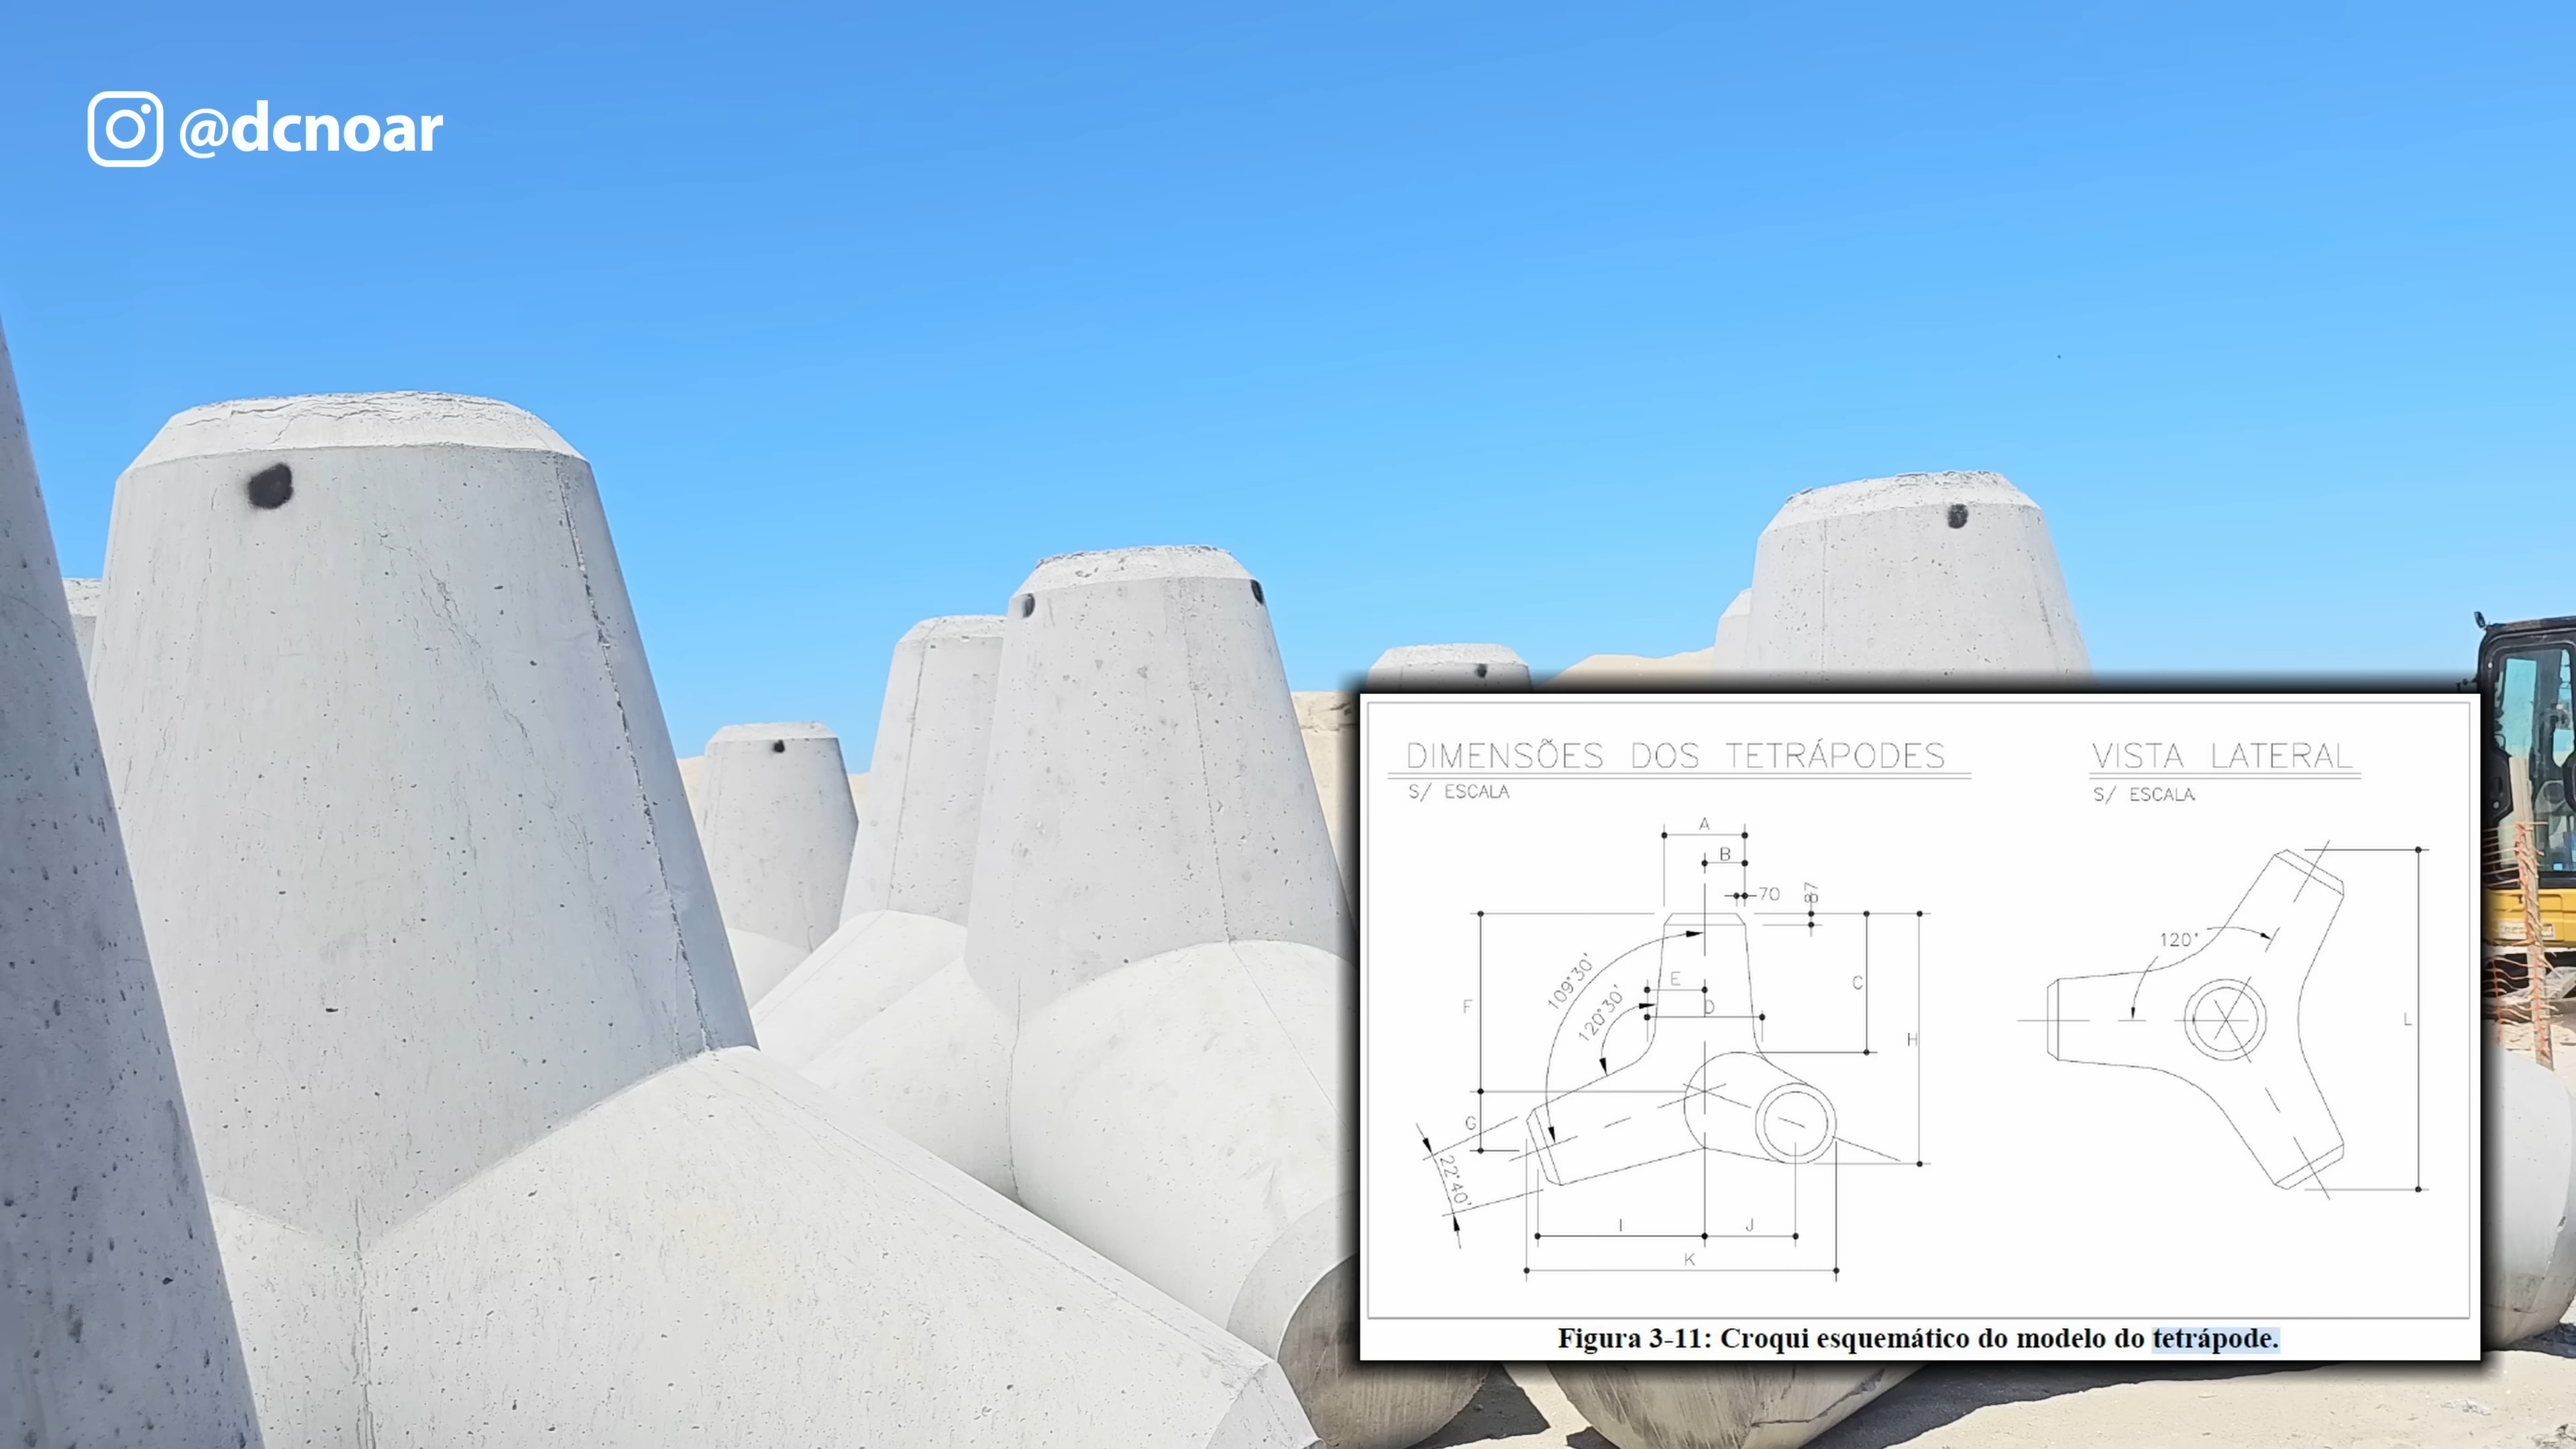 @dcnoar
DIMENSÕES DOS TETRÁPODES
S/ ESCALA
VISTA LATERAL
S/ ESCALA
A
B
70
87
109°30'
120°30'
E
D
C
F
H
G
22°40'
I
J
K
120°
L
Figura 3-11: Croqui esquemático do modelo do tetrápode.